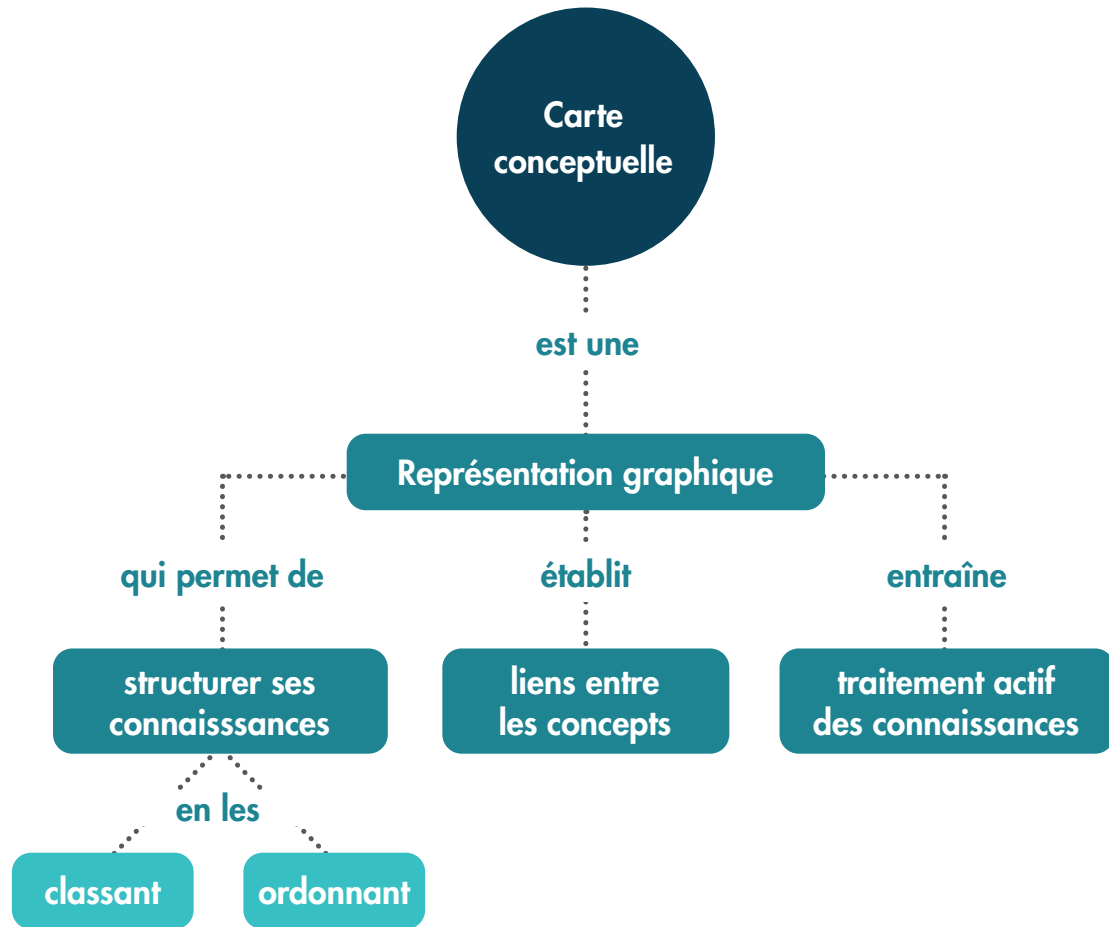 Carte
conceptuelle
est une
Représentation graphique
qui permet de
établit
entraîne
structurer ses
connaisssances
liens entre
les concepts
traitement actif
des connaissances
en les
classant
ordonnant